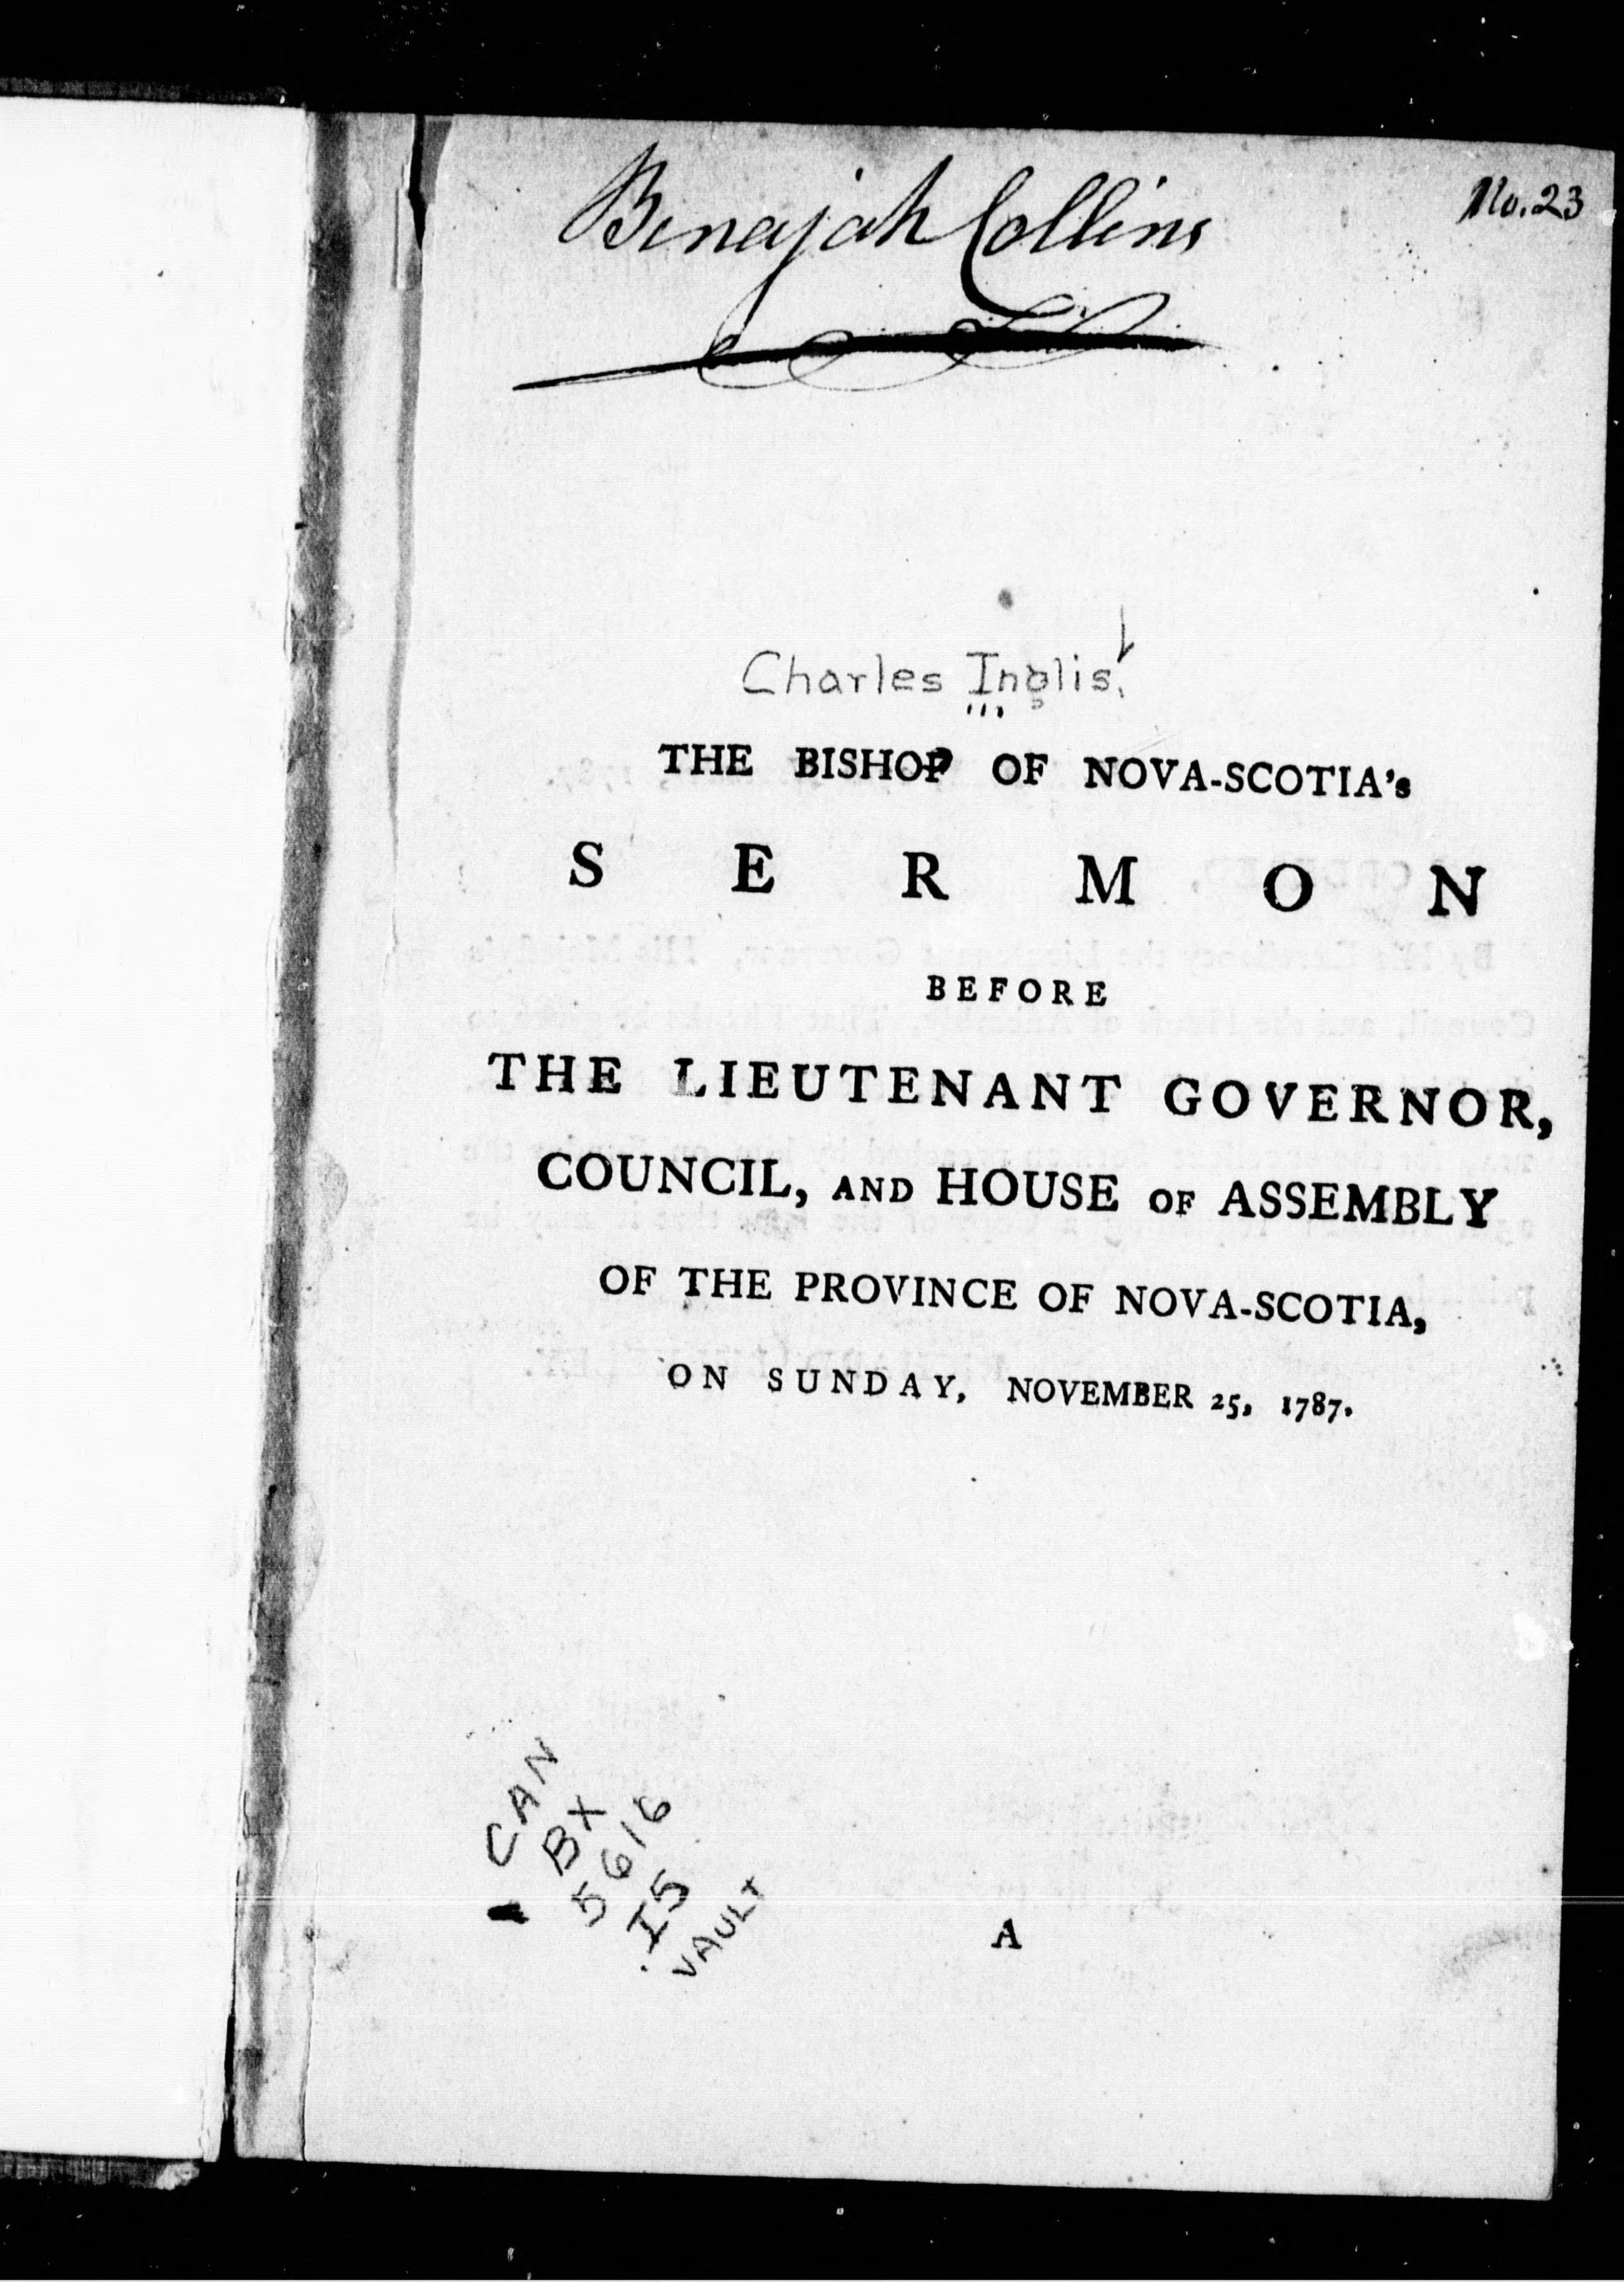 Benajah Collins
No. 23
Charles Inglis.
THE BISHOP OF NOVA-SCOTIA's
SERMON
BEFORE
THE LIEUTENANT GOVERNOR,
COUNCIL, AND HOUSE OF ASSEMBLY
OF THE PROVINCE OF NOVA-SCOTIA,
ON SUNDAY, NOVEMBER 25, 1787.
CAN
BX
5616
I5
VAULT
A